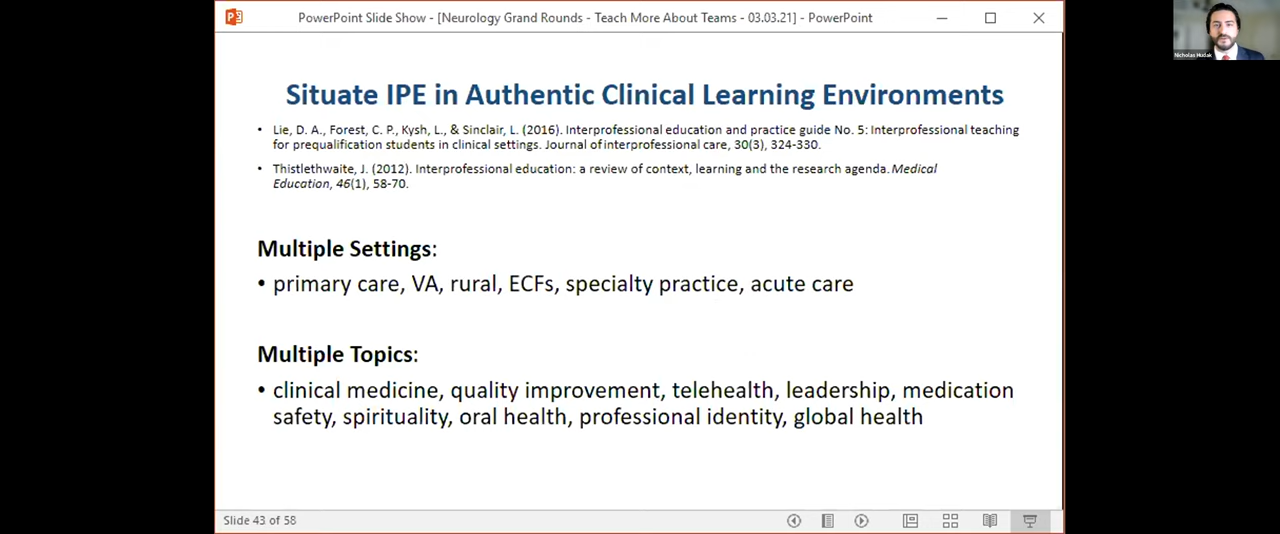 PowerPoint Slide Show - [Neurology Grand Rounds - Teach More About Teams - 03.03.21] - PowerPoint
Nicholas Hudak
Situate IPE in Authentic Clinical Learning Environments
• Lie, D. A., Forest, C. P., Kysh, L., & Sinclair, L. (2016). Interprofessional education and practice guide No. 5: Interprofessional teaching
for prequalification students in clinical settings. Journal of interprofessional care, 30(3), 324-330.
• Thistlethwaite, J. (2012). Interprofessional education: a review of context, learning and the research agenda. Medical
Education, 46(1), 58-70.
Multiple Settings:
• primary care, VA, rural, ECFs, specialty practice, acute care
Multiple Topics:
• clinical medicine, quality improvement, telehealth, leadership, medication
safety, spirituality, oral health, professional identity, global health
Slide 43 of 58